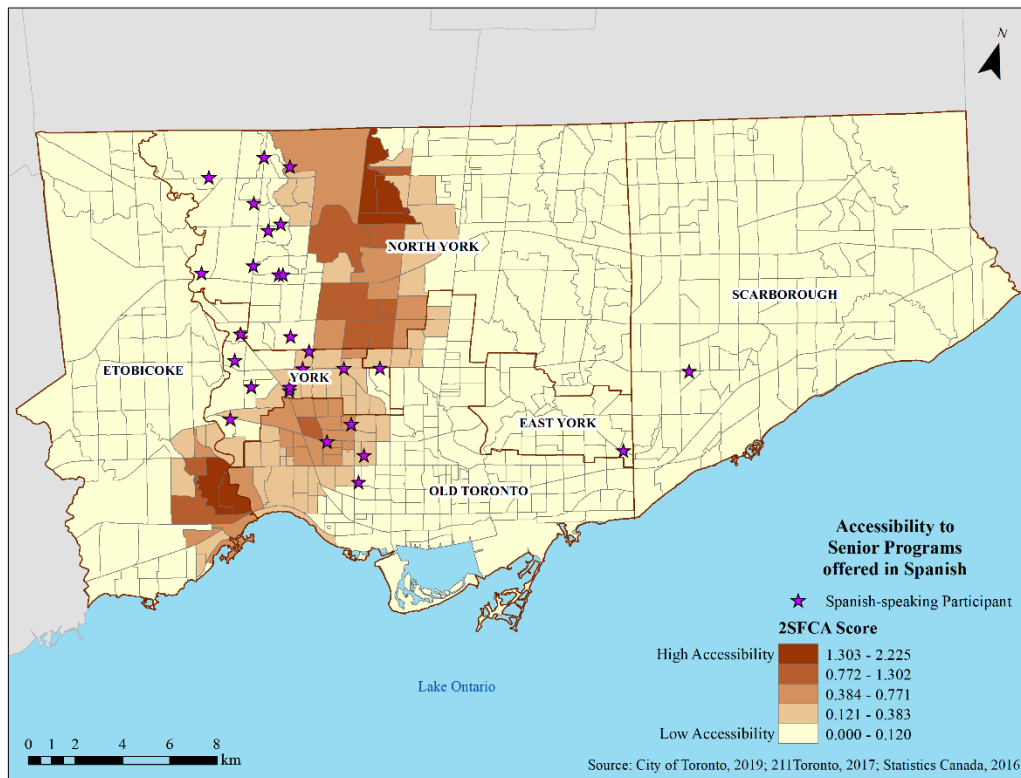 N
NORTH YORK
SCARBOROUGH
ETOBICOKE
YORK
EAST YORK
OLD TORONTO
Accessibility to
Senior Programs
offered in Spanish
Spanish-speaking Participant
2SFCA Score
High Accessibility
1.303 - 2.225
0.772 - 1.302
0.384 - 0.771
0.121 - 0.383
Low Accessibility
0.000 - 0.120
Lake Ontario
0 1 2 4 6 8
km
Source: City of Toronto, 2019; 211Toronto, 2017; Statistics Canada, 2016